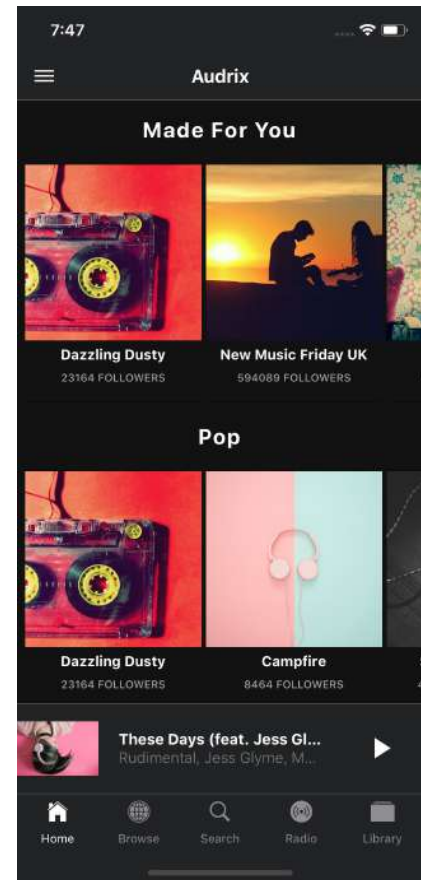 7:47
Audrix
Made For You
Dazzling Dusty
New Music Friday UK
23164 FOLLOWERS
594089 FOLLOWERS
Pop
Dazzling Dusty
Campfire
23164 FOLLOWERS
8464 FOLLOWERS
These Days (feat. Jess Gl...
Rudimental, Jess Glyme, M...
Home
Browse
Search
Radio
Library